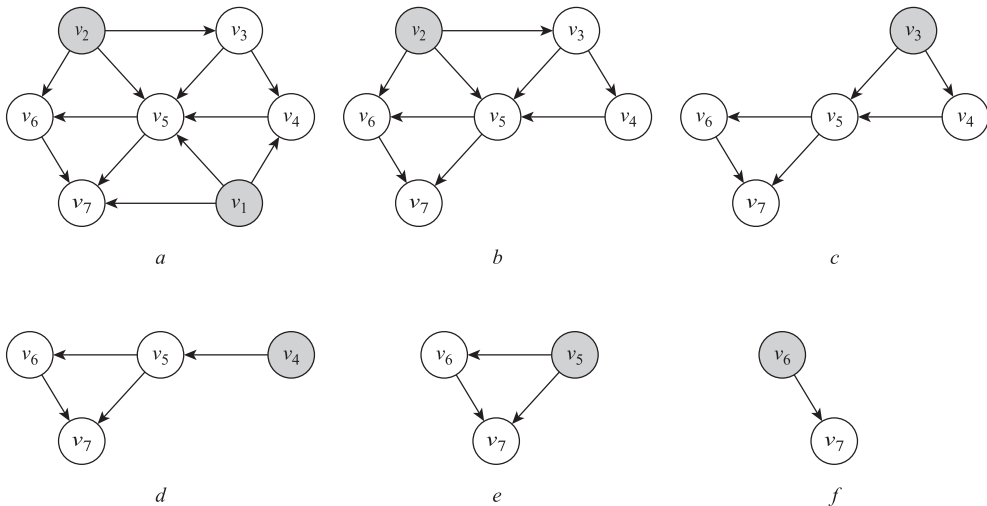 v2 v3 v2 v3 v3
v6 v5 v4 v6 v5 v4 v6 v5 v4
v7 v1 v7 v7
a b c
v6 v5 v4 v6 v5 v6
v7 v7 v7
d e f